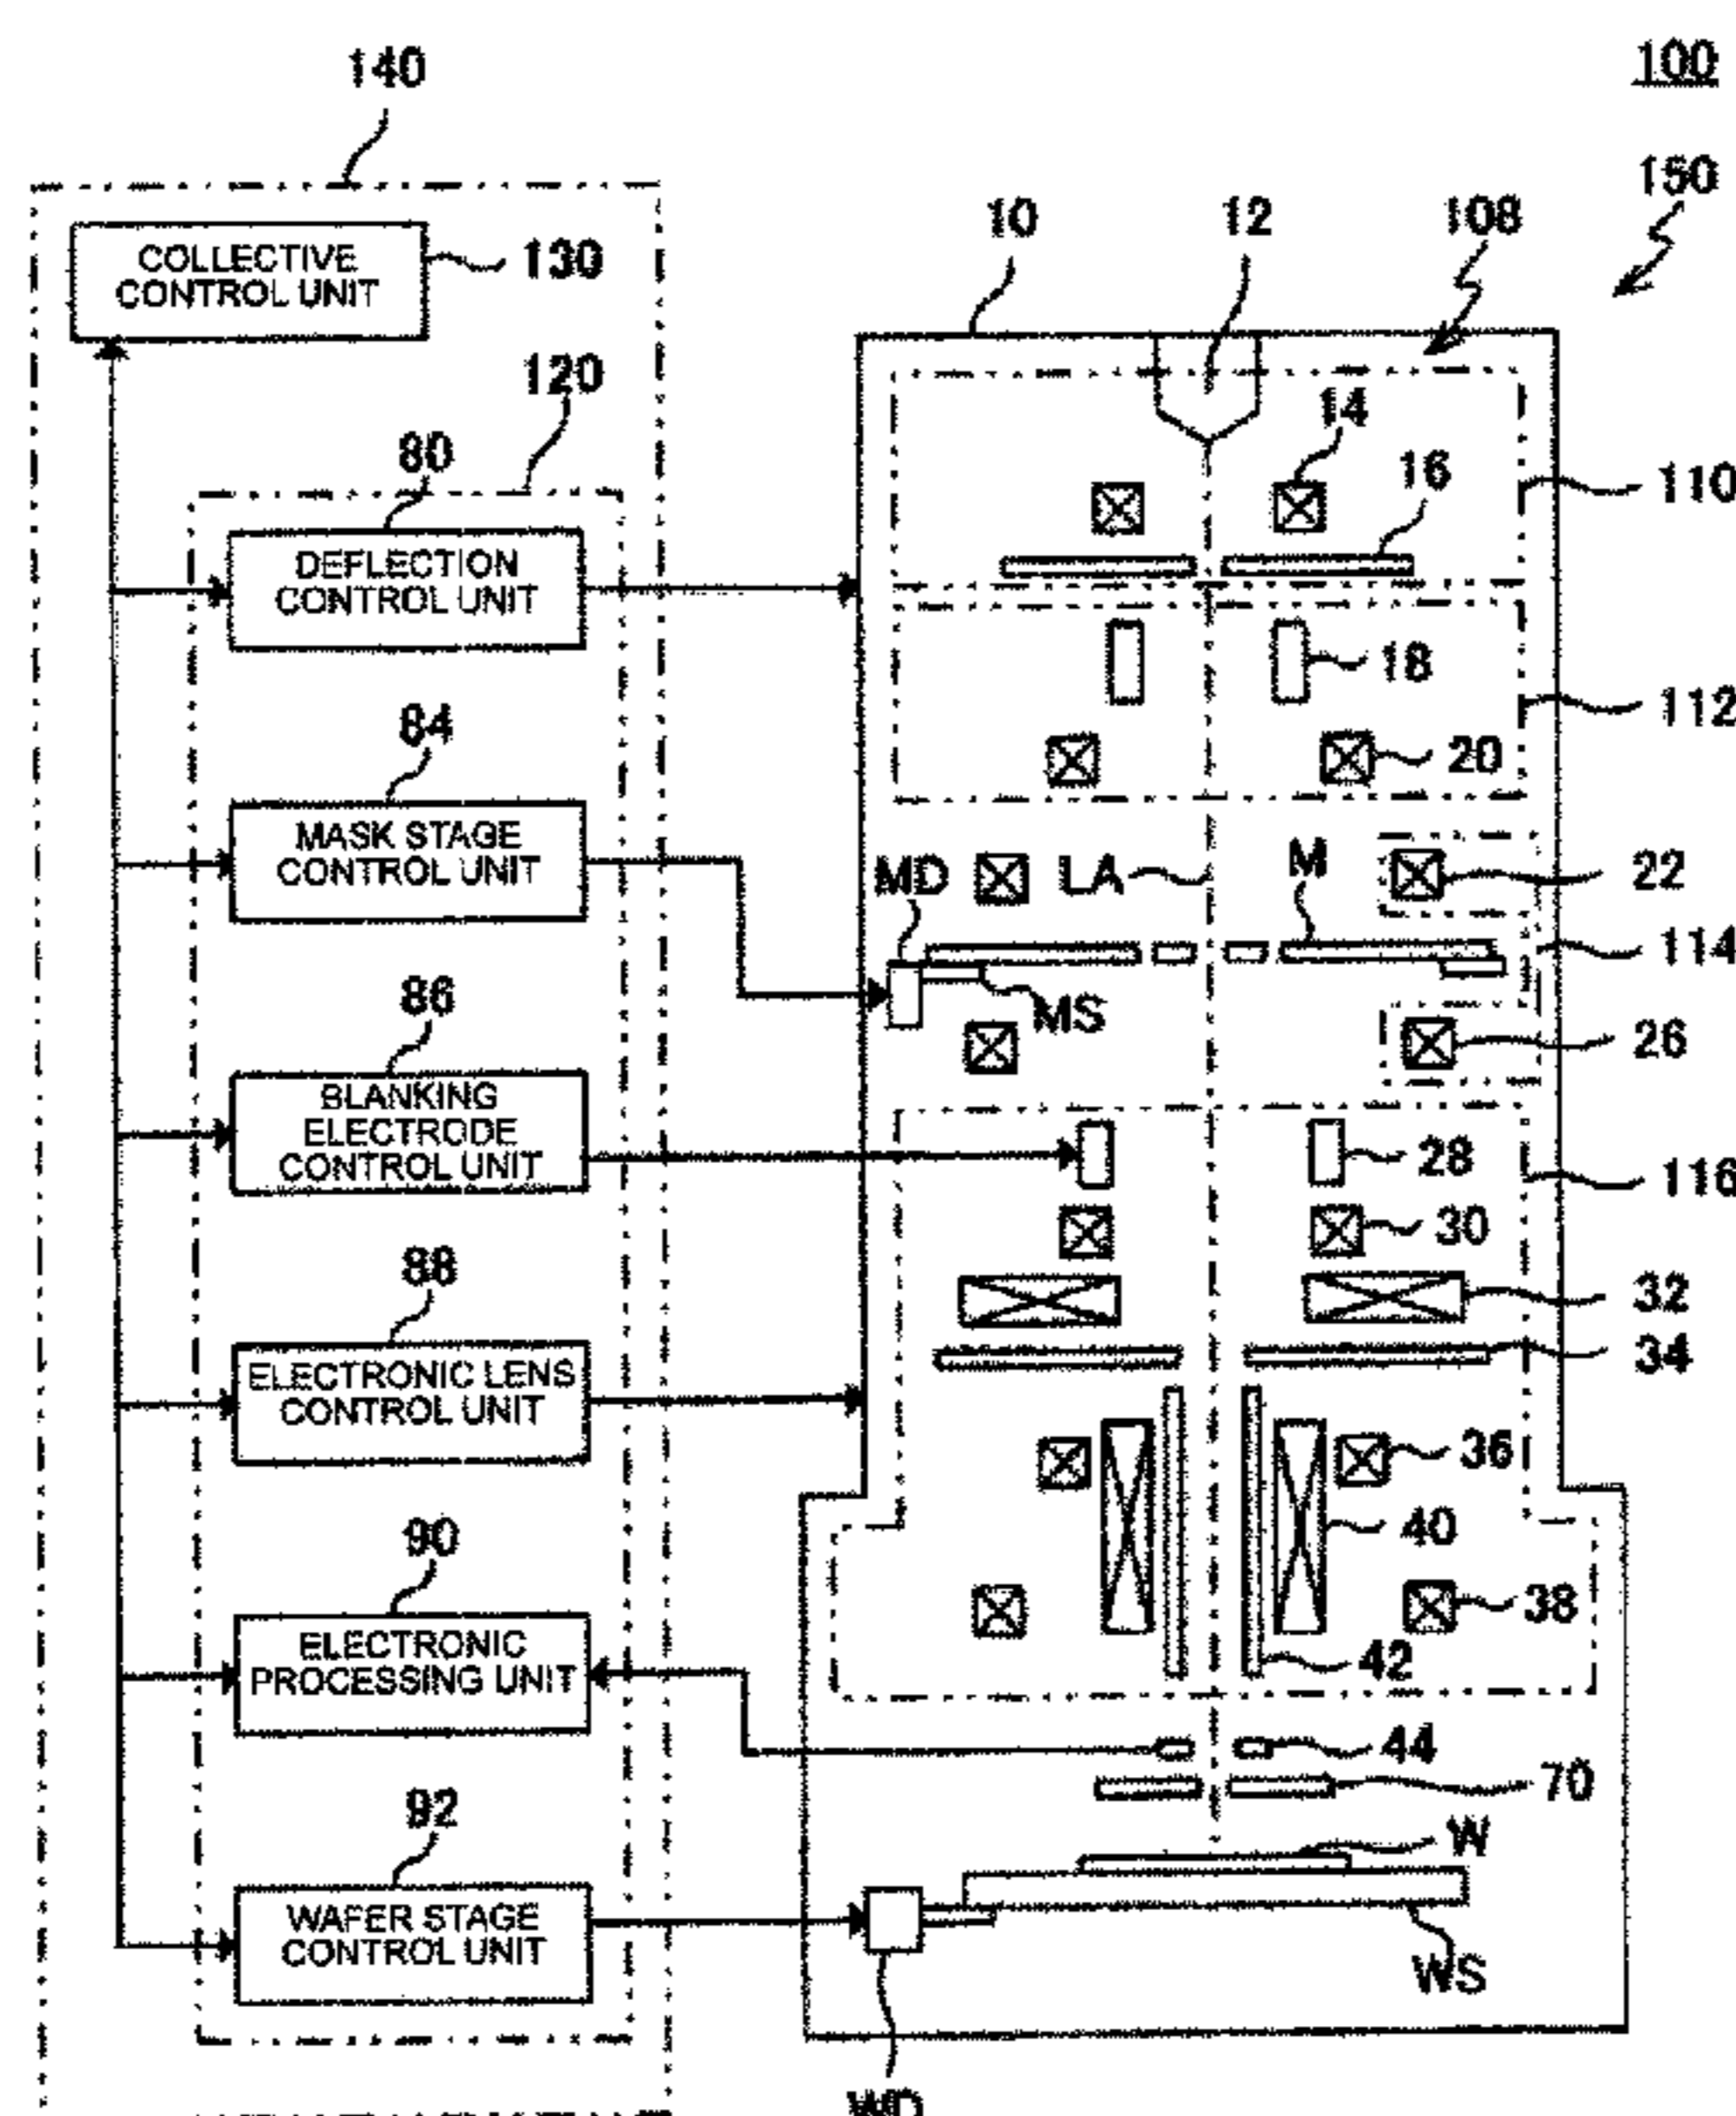 140
100
150
10
12
108
COLLECTIVE
CONTROL UNIT
130
120
14
80
16
110
DEFLECTION
CONTROL UNIT
18
112
84
20
MASK STAGE
CONTROL UNIT
MD
LA
M
22
114
86
MS
26
BLANKING
ELECTRODE
CONTROL UNIT
28
116
30
88
32
34
ELECTRONIC LENS
CONTROL UNIT
36
90
40
38
ELECTRONIC
PROCESSING UNIT
42
44
70
92
W
WAFER STAGE
CONTROL UNIT
WS
WD